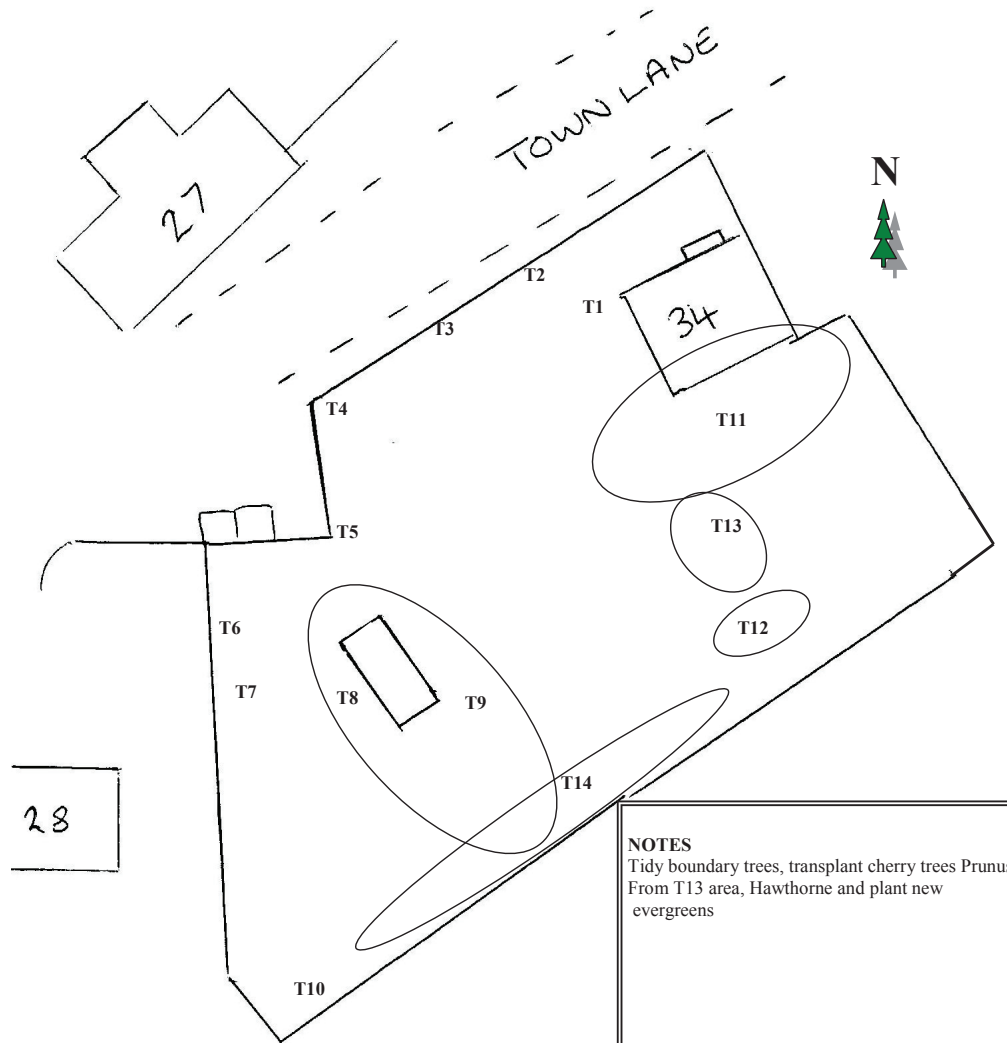 TOWN LANE
27
N
T2
T1
34
T3
T4
T11
T5
T13
T6
T12
T7
T8
T9
T14
28
NOTES
Tidy boundary trees, transplant cherry trees Prunus
From T13 area, Hawthorne and plant new
evergreens
T10